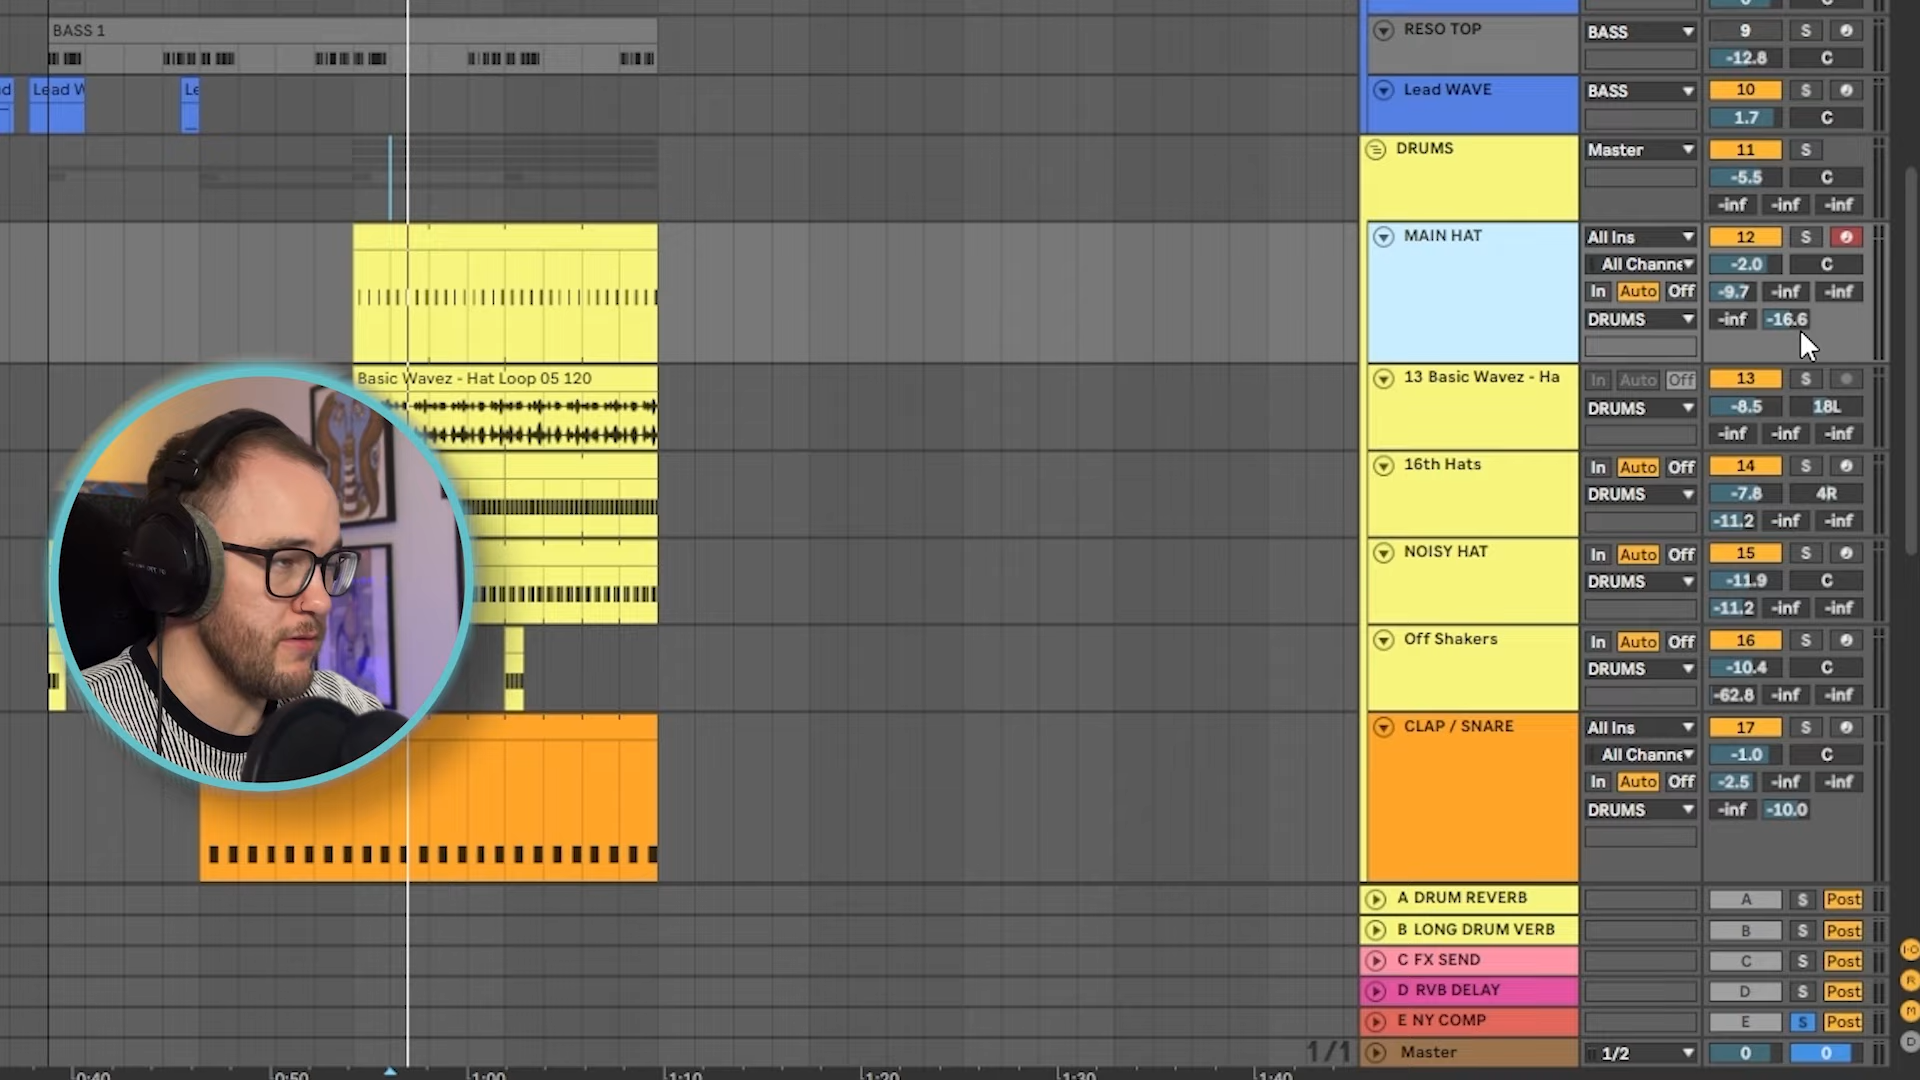 BASS 1
RESO TOP BASS 9 S
-12.8 C
Lead W Le Lead WAVE BASS 10 S
1.7 C
DRUMS Master 11 S
-5.5 C
-inf -inf -inf
MAIN HAT All Ins 12 S
All Channe -2.0 C
In Auto Off -9.7 -inf -inf
DRUMS -inf -16.6
Basic Wavez - Hat Loop 05 120 13 Basic Wavez - Ha In Auto Off 13 S
DRUMS -8.5 18L
-inf -inf -inf
16th Hats In Auto Off 14 S
DRUMS -7.8 4R
-11.2 -inf -inf
NOISY HAT In Auto Off 15 S
DRUMS -11.9 C
-11.2 -inf -inf
Off Shakers In Auto Off 16 S
DRUMS -10.4 C
-62.8 -inf -inf
CLAP / SNARE All Ins 17 S
All Channe -1.0 C
In Auto Off -2.5 -inf -inf
DRUMS -inf -10.0
A DRUM REVERB A S Post
B LONG DRUM VERB B S Post
C FX SEND C S Post
D RVB DELAY D S Post
E NY COMP E S Post
1/1 Master 1/2 0 0
0:40 0:50 1:00 1:10 1:20 1:30 1:40